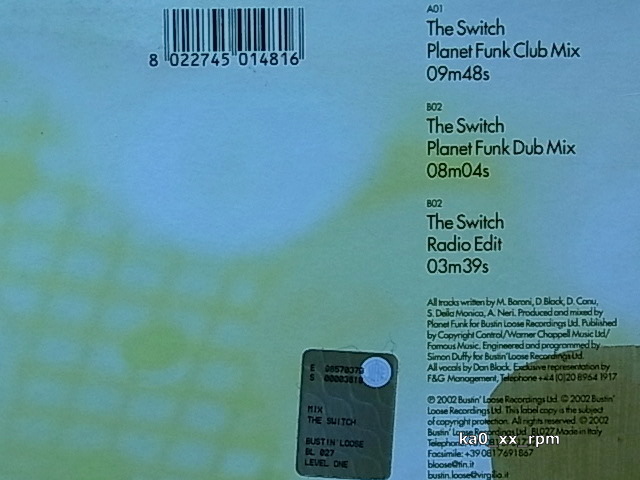 8 022745 014816
A01
The Switch
Planet Funk Club Mix
09m48s
B02
The Switch
Planet Funk Dub Mix
08m04s
B02
The Switch
Radio Edit
03m39s
All tracks written by M. Baroni, D.Black, D. Canu,
S. Della Monica, A. Neri. Produced and mixed by
Planet Funk for Bustin Loose Recordings Ltd. Published
by Copyright Control/Warner Chappell Music Ltd/
Famous Music. Engineered and programmed by
Simon Duffy for Bustin'Loose Recordings Ltd.
All vocals by Dan Black. Exclusive representation by
F&G Management, Telephone +44 (0)20 8964 1917
℗ 2002 Bustin' Loose Recordings Ltd. © 2002 Bustin'
Loose Recordings Ltd. This label copy is the subject
of copyright protection. All rights reserved. © 2002
Bustin' Loose Recordings Ltd. BL027 Made in Italy
Facsimile: +39 0817691867
bloose@tin.it
bustin.loose@virgilio.it
E
S
MIX
THE SWITCH
BUSTIN'LOOSE
BL 027
LEVEL ONE
ka0_xx_rpm